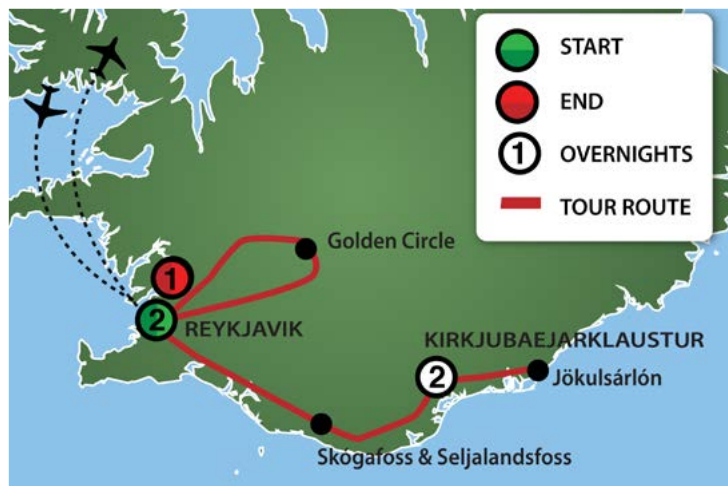 START
END
1 OVERNIGHTS
TOUR ROUTE
Golden Circle
1
2 REYKJAVIK
KIRKJUBAEJARKLAUSTUR
2
Jökulsárlón
Skógafoss & Seljalandsfoss